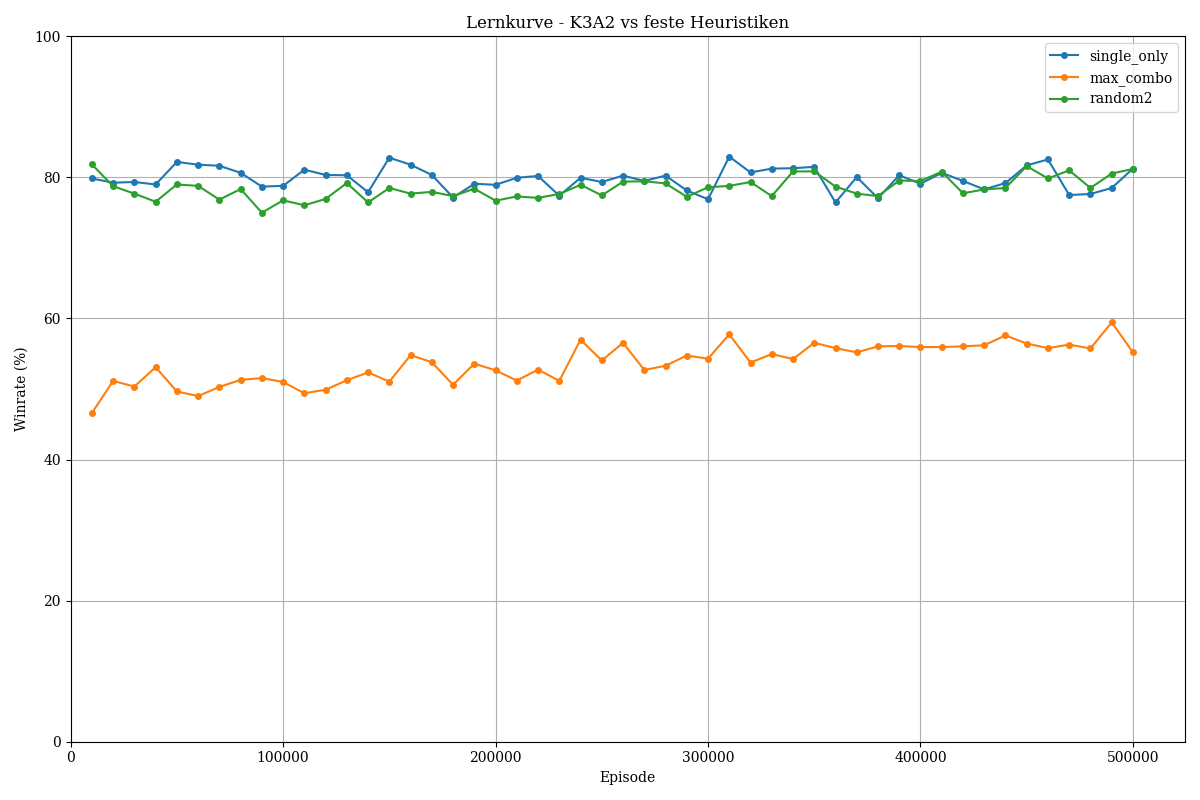 Lernkurve - K3A2 vs feste Heuristiken
single_only
max_combo
random2
Winrate (%)
100
80
60
40
20
0
0 100000 200000 300000 400000 500000
Episode